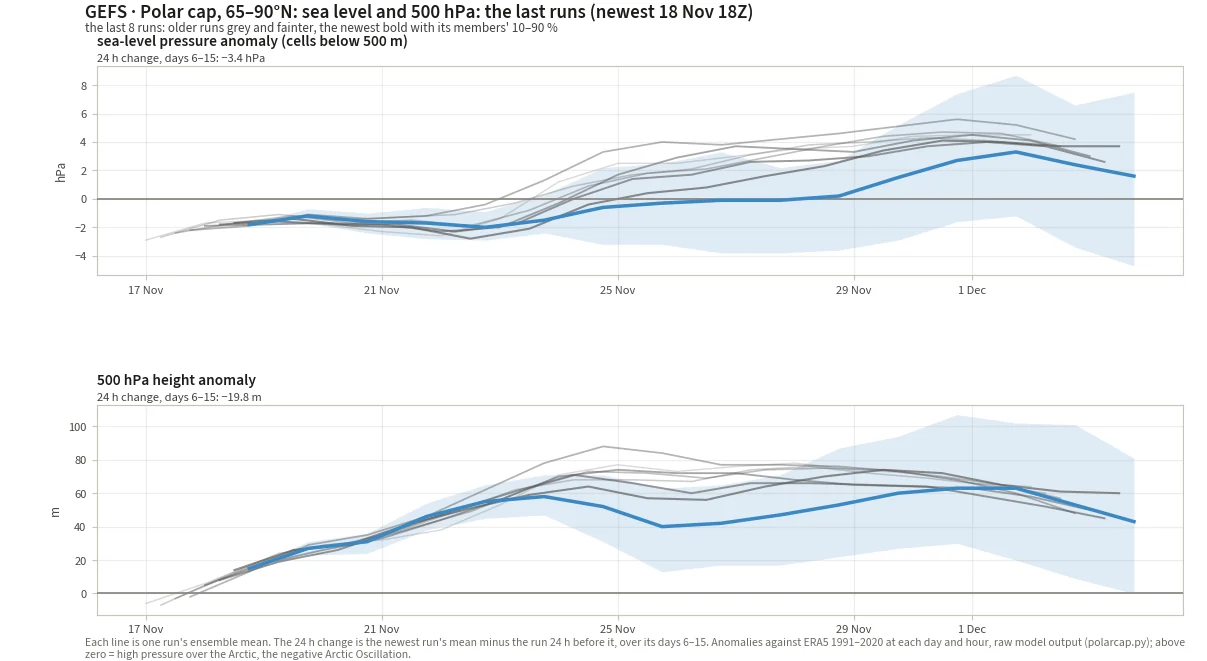 GEFS · Polar cap, 65–90°N: sea level and 500 hPa: the last runs (newest 18 Nov 18Z)
the last 8 runs: older runs grey and fainter, the newest bold with its members' 10–90 %
sea-level pressure anomaly (cells below 500 m)
24 h change, days 6–15: −3.4 hPa
8
6
4
2
0
−2
−4
hPa
17 Nov
21 Nov
25 Nov
29 Nov
1 Dec
500 hPa height anomaly
24 h change, days 6–15: −19.8 m
100
80
60
40
20
0
m
17 Nov
21 Nov
25 Nov
29 Nov
1 Dec
Each line is one run's ensemble mean. The 24 h change is the newest run's mean minus the run 24 h before it, over its days 6–15. Anomalies against ERA5 1991–2020 at each day and hour, raw model output (polarcap.py); above
zero = high pressure over the Arctic, the negative Arctic Oscillation.